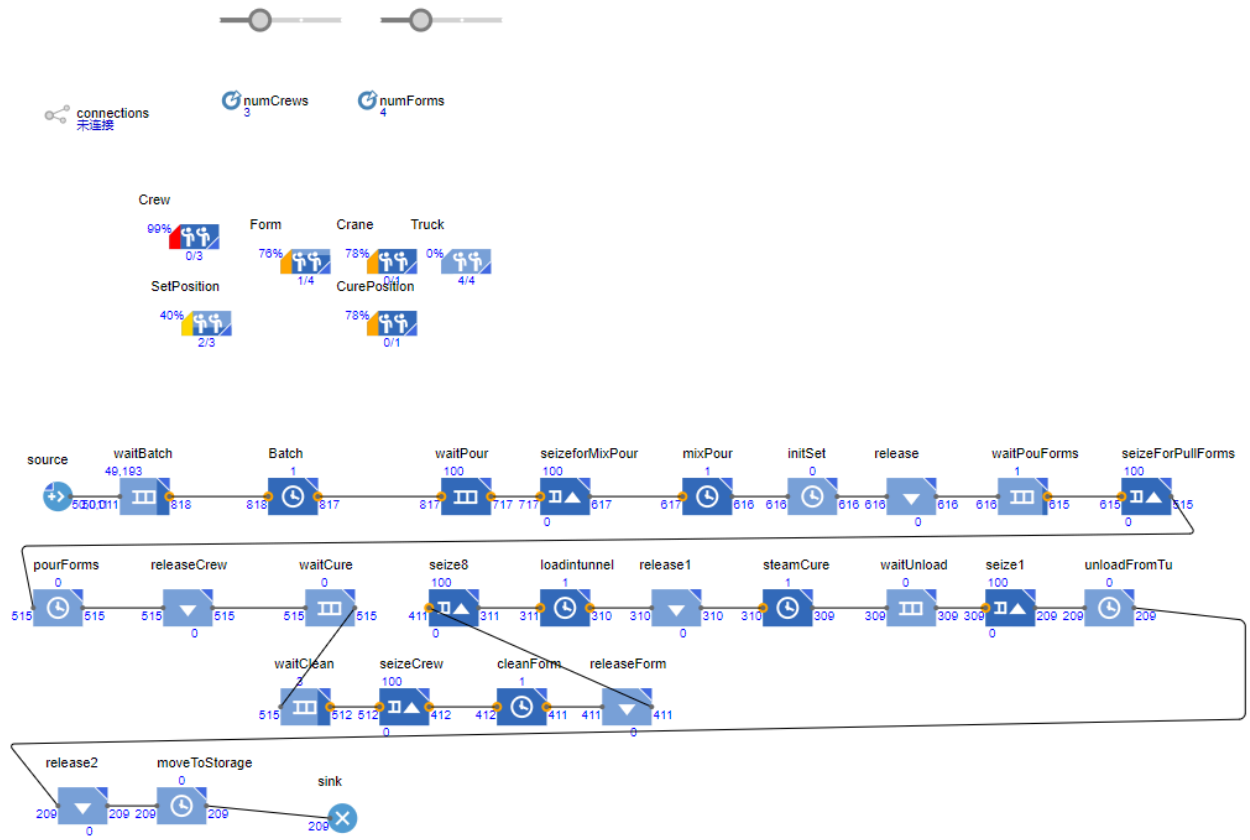 numCrews
3
numForms
4
connections
未连接
Crew
99%
0/3
Form
76%
1/4
Crane
78%
0/1
Truck
0%
4/4
SetPosition
40%
2/3
CurePosition
78%
0/1
source waitBatch Batch waitPour seizeforMixPour mixPour initSet release waitPouForms seizeForPullForms
49,193 1 100 100 1 0 1 100
818 818 817 817 717 717 617 617 616 616 616 616 616 616 615 615 515
0 0 0
pourForms releaseCrew waitCure seize8 loadintunnel release1 steamCure waitUnload seize1 unloadFromTu
0 0 100 1 1 0 100 0
515 515 515 515 515 515 411 311 311 310 310 310 310 309 309 309 309 209 209 209
0 0 0 0
waitClean seizeCrew cleanForm releaseForm
3 100 1
515 512 512 412 412 411 411 411
0 0
release2 moveToStorage sink
0
209 209 209 209 209
0